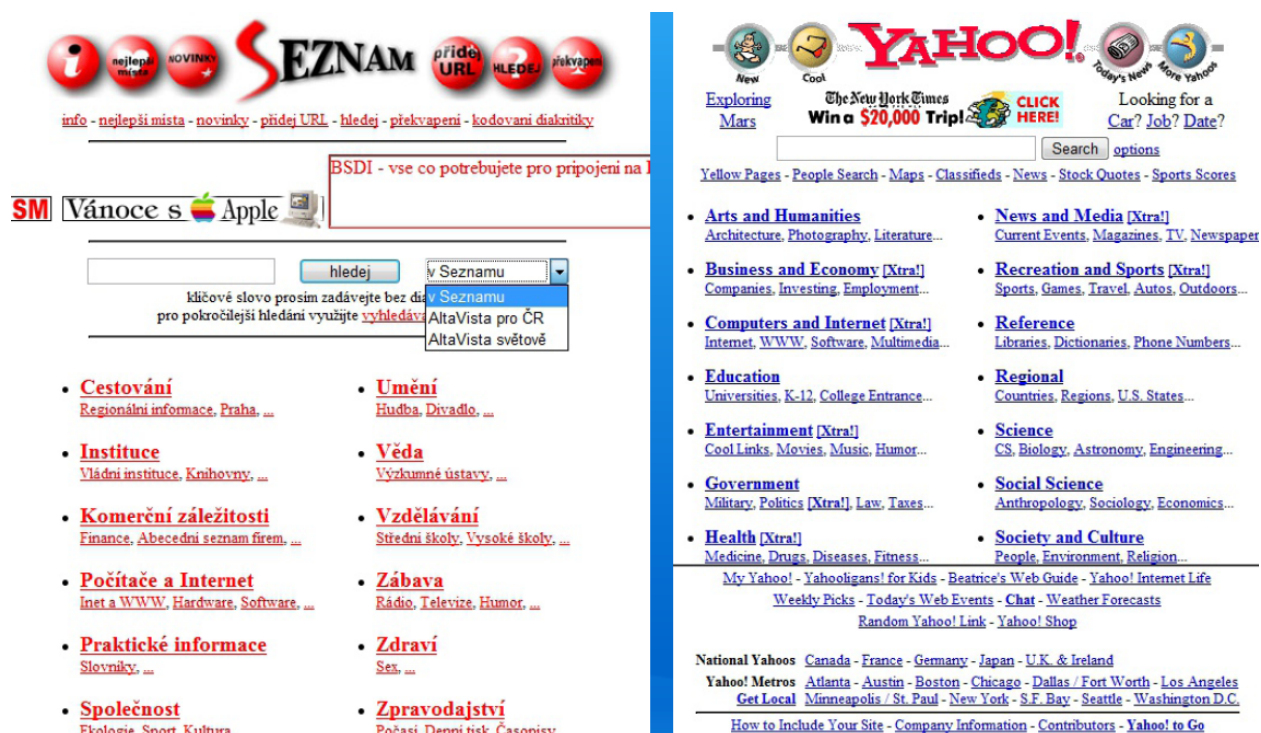 i nejlepší místa NOVINKY SEZNAM přidej URL HLEDEJ překvapení
info - nejlepší místa - novinky - přidej URL - hledej - překvapeni - kodovani diakritiky
BSDI - vse co potrebujete pro pripojeni na
SM Vánoce s Apple
hledej v Seznamu
klíčové slovo prosím zadávejte bez
v Seznamu
pro pokročilejší hledání využijte
AltaVista pro ČR
AltaVista světově
Cestování
Regionální informace, Praha, ...
Umění
Hudba, Divadlo, ...
Instituce
Vládní instituce, Knihovny, ...
Věda
Výzkumné ústavy, ...
Komerční záležitosti
Finance, Abecední seznam firem, ...
Vzdělávání
Střední školy, Vysoké školy, ...
Počítače a Internet
Inet a WWW, Hardware, Software, ...
Zábava
Rádio, Televize, Humor, ...
Praktické informace
Slovníky, ...
Zdraví
Sex, ...
Společnost
Ekologie, Sport, Kultura
Zpravodajství
Počasí, Denní tisk, Časopisy
YAHOO!
New Cool Today's News More Yahoos
Exploring Mars
The New York Times
Win a $20,000 Trip! CLICK HERE!
Looking for a
Car? Job? Date?
Search options
Yellow Pages - People Search - Maps - Classifieds - News - Stock Quotes - Sports Scores
Arts and Humanities
Architecture, Photography, Literature...
News and Media [Xtra!]
Current Events, Magazines, TV, Newspaper
Business and Economy [Xtra!]
Companies, Investing, Employment...
Recreation and Sports [Xtra!]
Sports, Games, Travel, Autos, Outdoors...
Computers and Internet [Xtra!]
Internet, WWW, Software, Multimedia...
Reference
Libraries, Dictionaries, Phone Numbers...
Education
Universities, K-12, College Entrance...
Regional
Countries, Regions, U.S. States...
Entertainment [Xtra!]
Cool Links, Movies, Music, Humor...
Science
CS, Biology, Astronomy, Engineering...
Government
Military, Politics [Xtra!], Law, Taxes...
Social Science
Anthropology, Sociology, Economics...
Health [Xtra!]
Medicine, Drugs, Diseases, Fitness...
Society and Culture
People, Environment, Religion...
My Yahoo! - Yahooligans! for Kids - Beatrice's Web Guide - Yahoo! Internet Life
Weekly Picks - Today's Web Events - Chat - Weather Forecasts
Random Yahoo! Link - Yahoo! Shop
National Yahoos Canada - France - Germany - Japan - U.K. & Ireland
Yahoo! Metros Atlanta - Austin - Boston - Chicago - Dallas / Fort Worth - Los Angeles
Get Local Minneapolis / St. Paul - New York - S.F. Bay - Seattle - Washington D.C.
How to Include Your Site - Company Information - Contributors - Yahoo! to Go